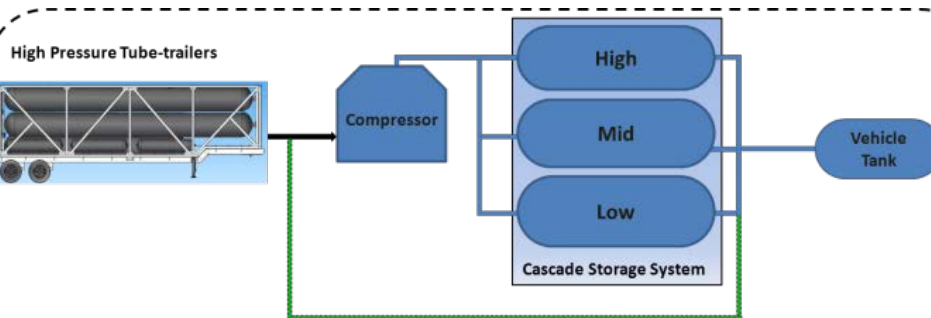 High Pressure Tube-trailers
Compressor
High
Mid
Low
Cascade Storage System
Vehicle
Tank